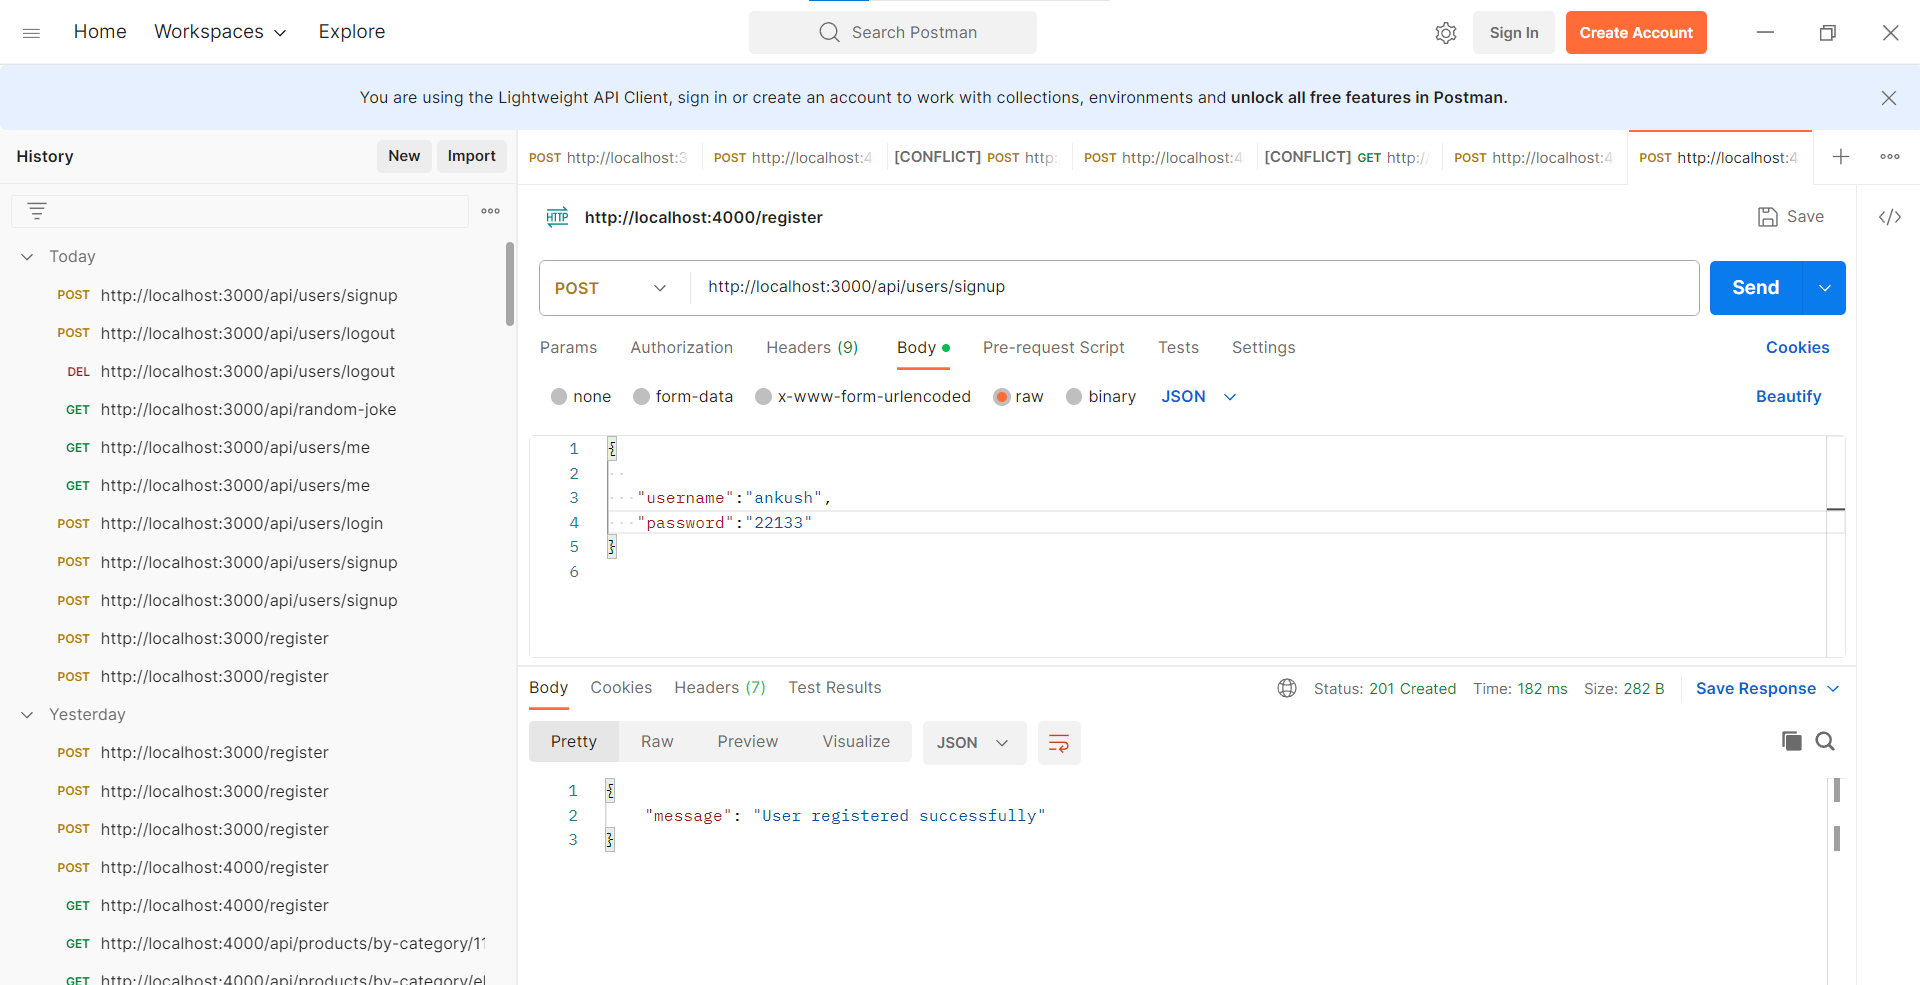 Home Workspaces Explore Search Postman Sign In Create Account
You are using the Lightweight API Client, sign in or create an account to work with collections, environments and unlock all free features in Postman.
History New Import
Today
POST http://localhost:3000/api/users/signup
POST http://localhost:3000/api/users/logout
DEL http://localhost:3000/api/users/logout
GET http://localhost:3000/api/random-joke
GET http://localhost:3000/api/users/me
GET http://localhost:3000/api/users/me
POST http://localhost:3000/api/users/login
POST http://localhost:3000/api/users/signup
POST http://localhost:3000/api/users/signup
POST http://localhost:3000/register
POST http://localhost:3000/register
Yesterday
POST http://localhost:3000/register
POST http://localhost:3000/register
POST http://localhost:3000/register
POST http://localhost:4000/register
GET http://localhost:4000/register
GET http://localhost:4000/api/products/by-category/11
GET http://localhost:4000/api/products/by-category/el
POST http://localhost:3 POST http://localhost:4 [CONFLICT] POST http: POST http://localhost:4 [CONFLICT] GET http:// POST http://localhost:4 POST http://localhost:4
HTTP http://localhost:4000/register Save </>
POST http://localhost:3000/api/users/signup Send
Params Authorization Headers (9) Body Pre-request Script Tests Settings Cookies
none form-data x-www-form-urlencoded raw binary JSON Beautify
1 {
2
3 "username":"ankush",
4 "password":"22133"
5 }
6
Body Cookies Headers (7) Test Results Status: 201 Created Time: 182 ms Size: 282 B Save Response
Pretty Raw Preview Visualize JSON
1 {
2 "message": "User registered successfully"
3 }